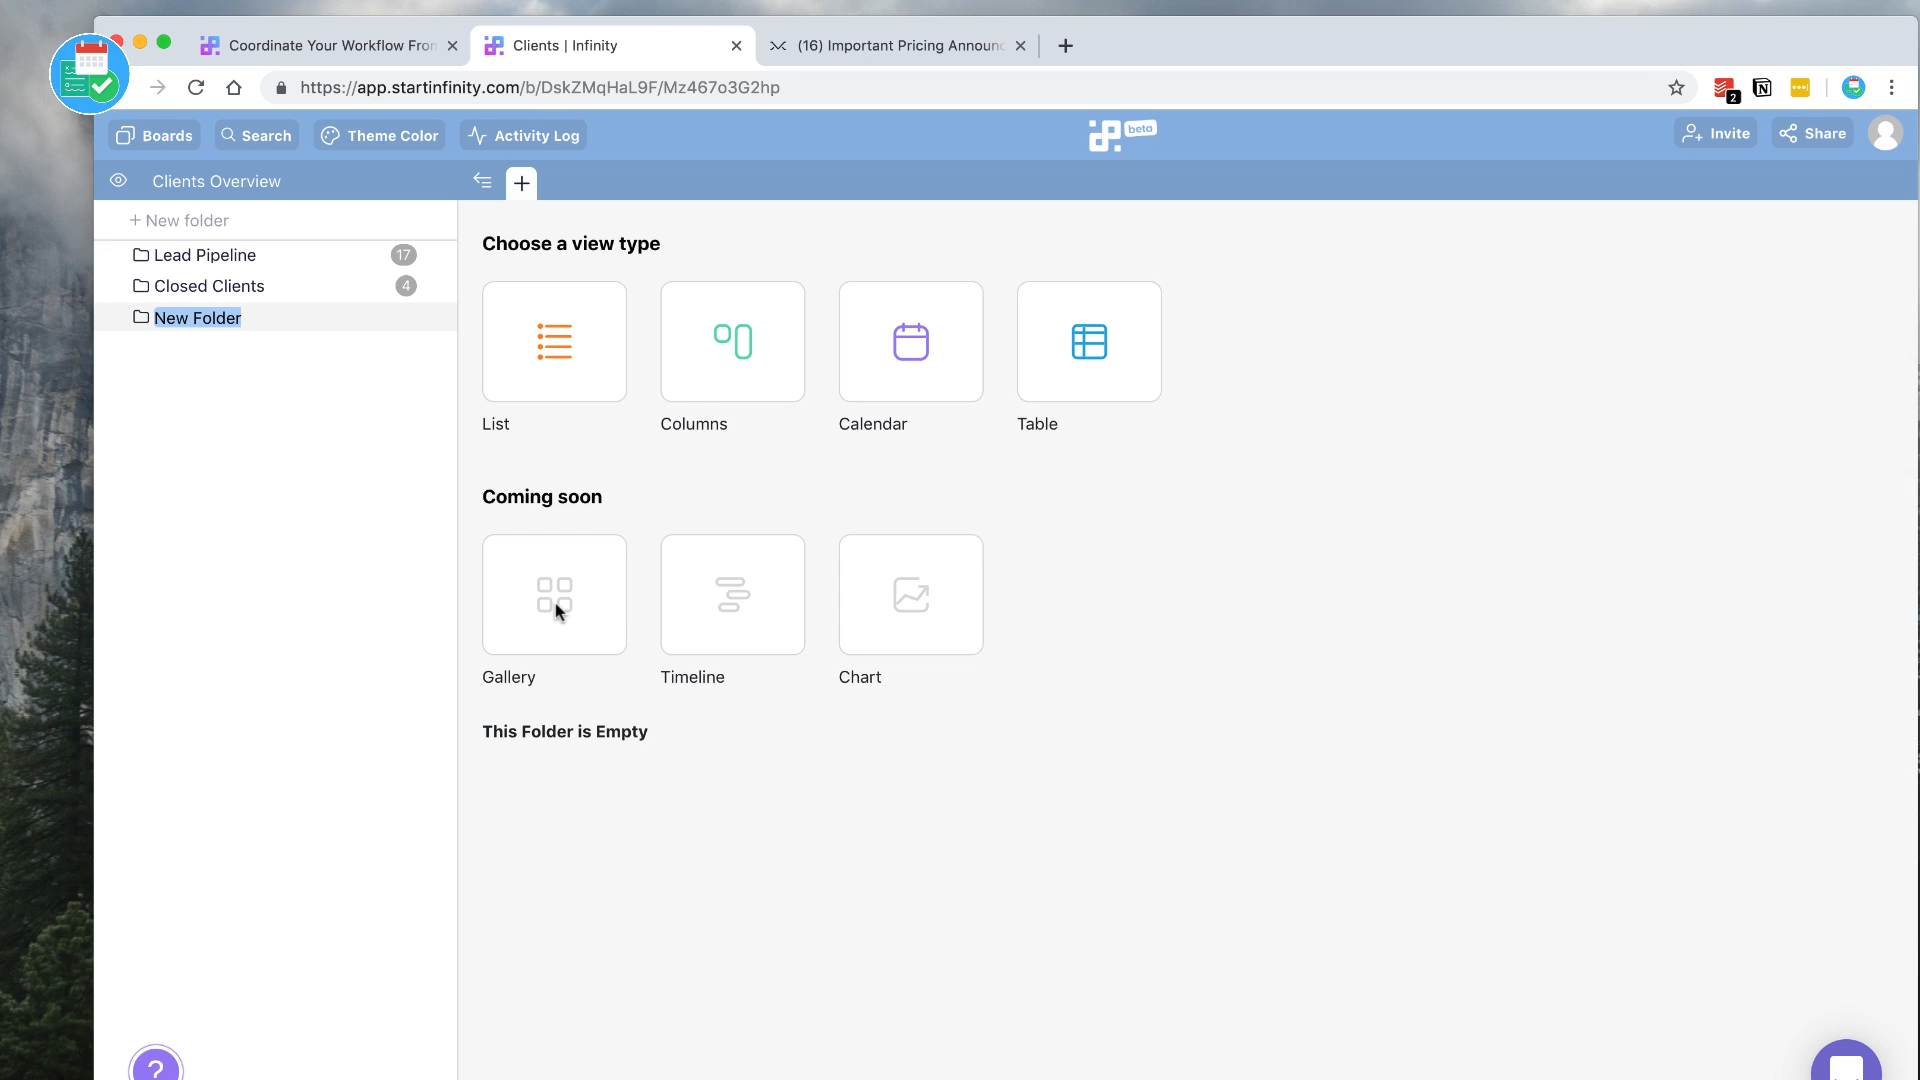 Coordinate Your Workflow Fron
Clients | Infinity
(16) Important Pricing Announc
https://app.startinfinity.com/b/DskZMqHaL9F/Mz467o3G2hp
2
Boards
Search
Theme Color
Activity Log
beta
Invite
Share
Clients Overview
+ New folder
Lead Pipeline
17
Closed Clients
4
New Folder
Choose a view type
List
Columns
Calendar
Table
Coming soon
Gallery
Timeline
Chart
This Folder is Empty
?